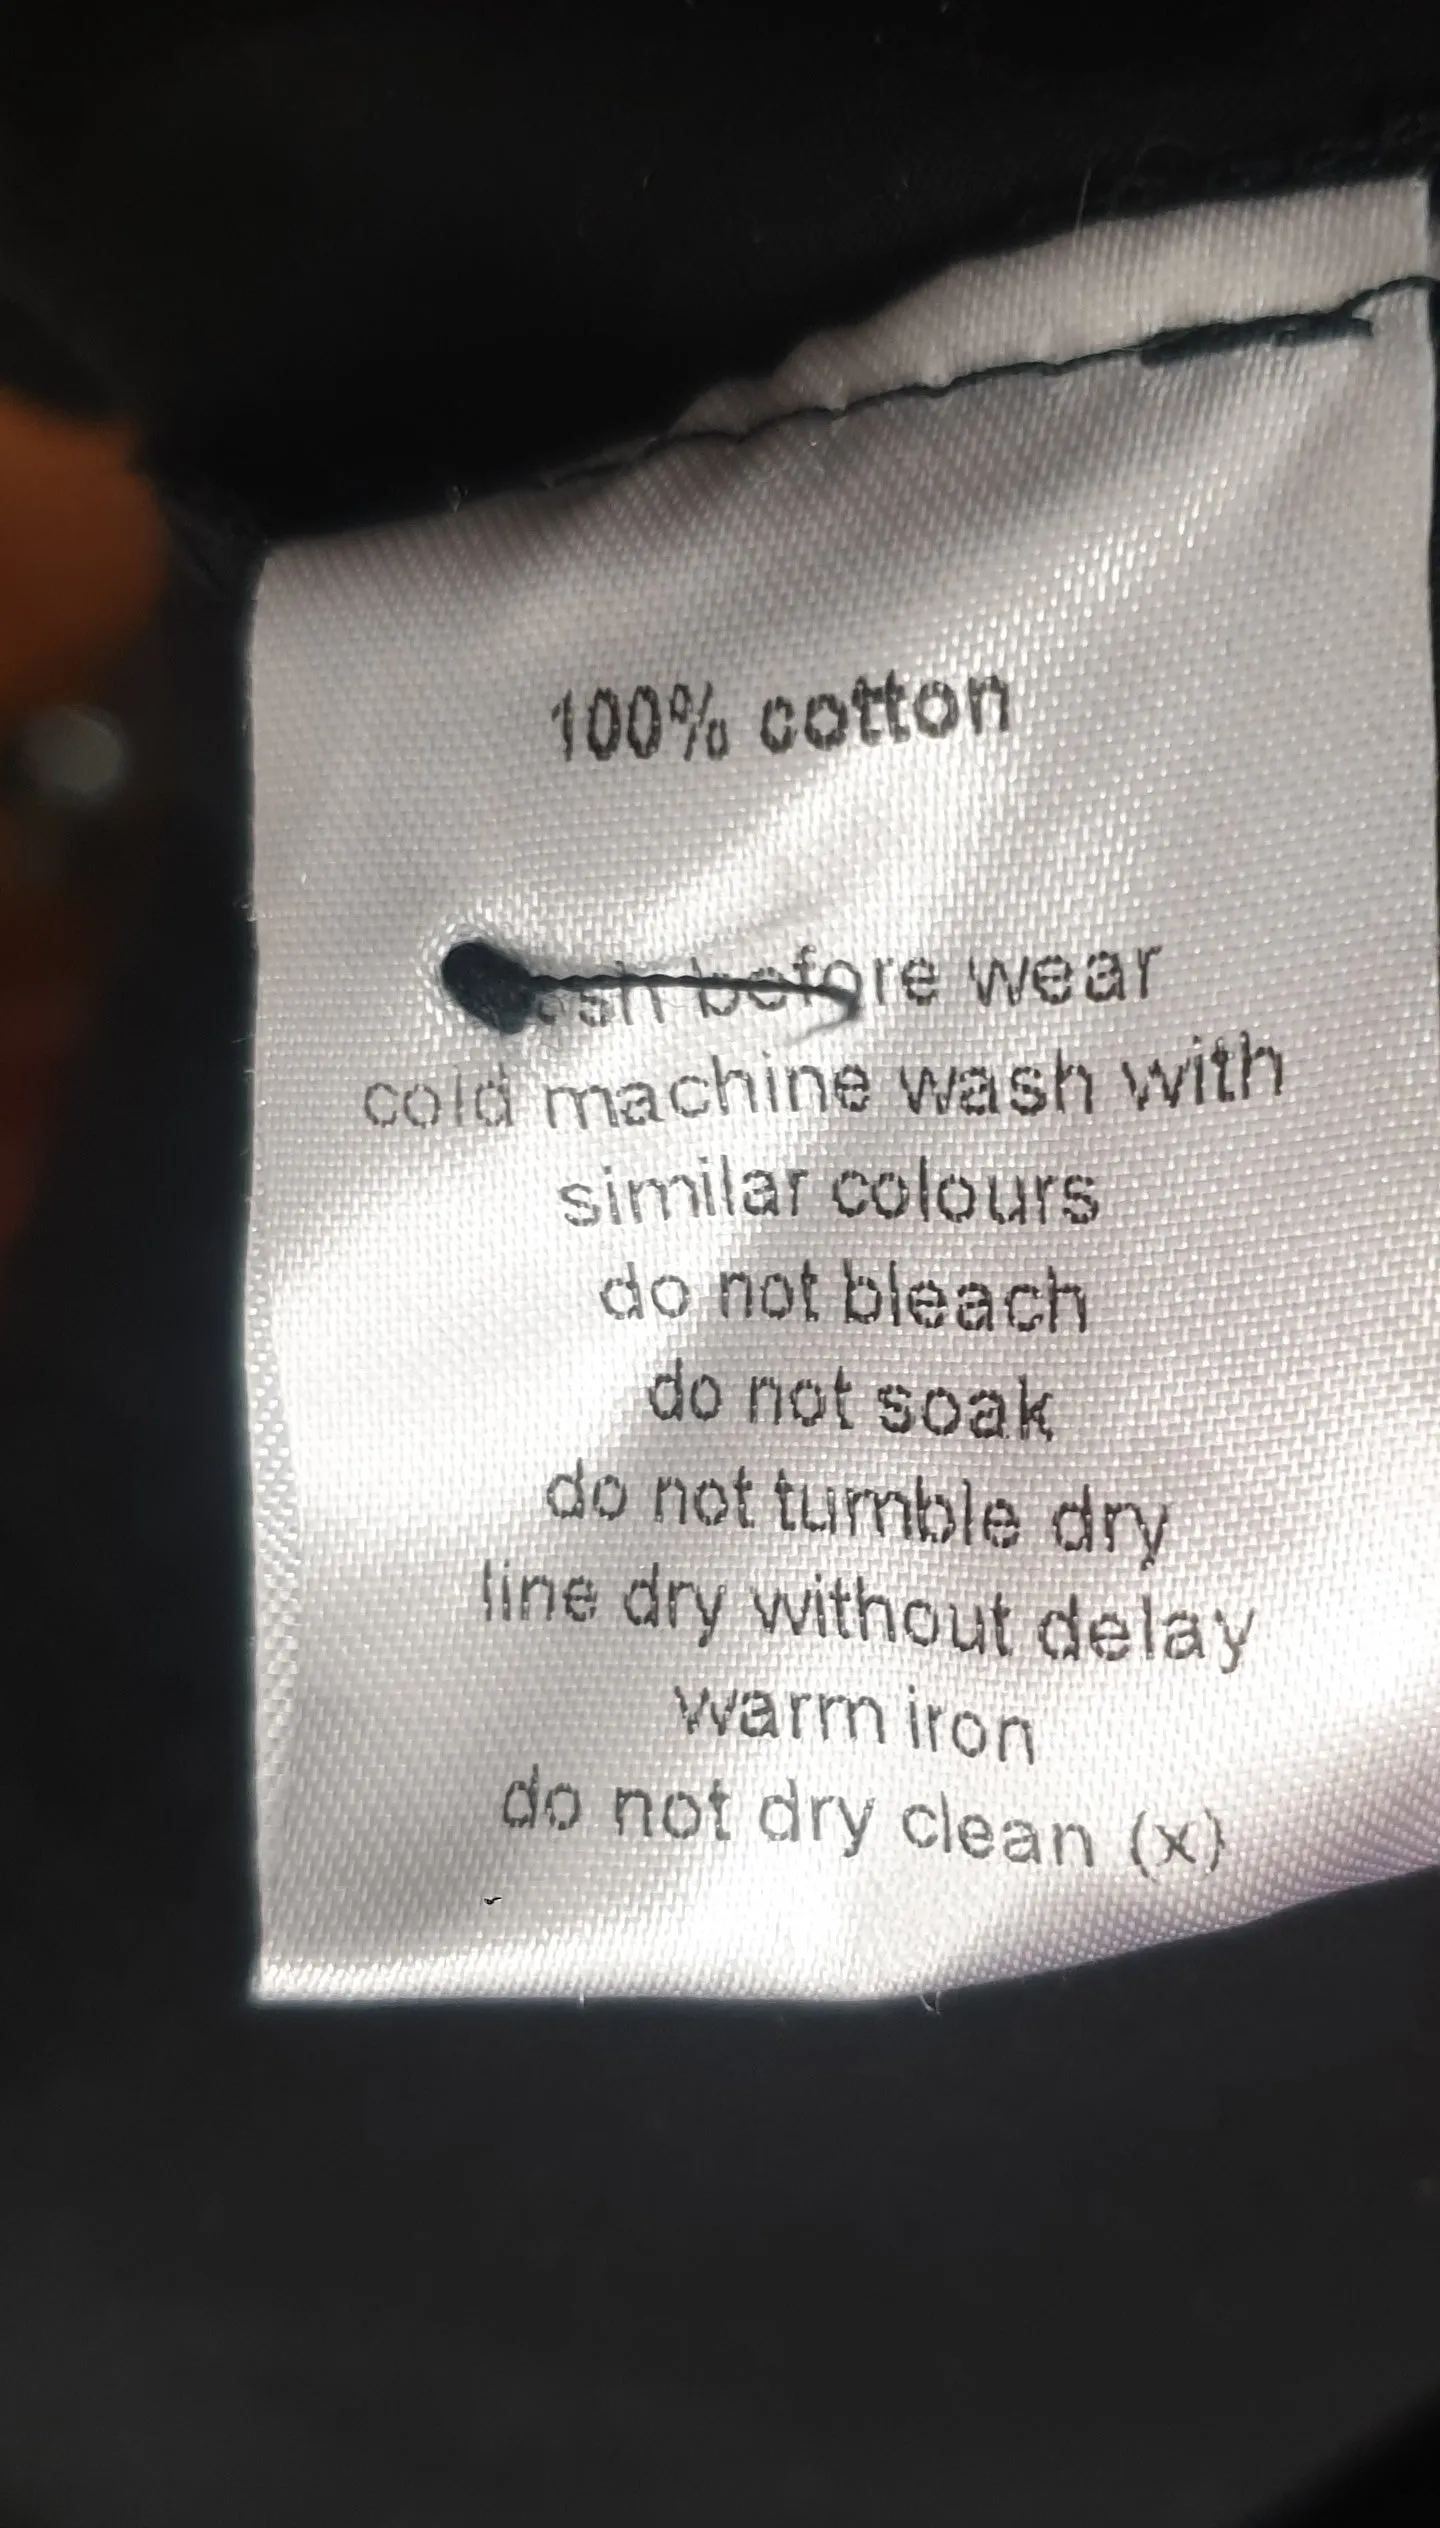 100% cotton
before wear
cold machine wash with
similar colours
do not bleach
do not soak
do not tumble dry
line dry without delay
warm iron
do not dry clean (x)